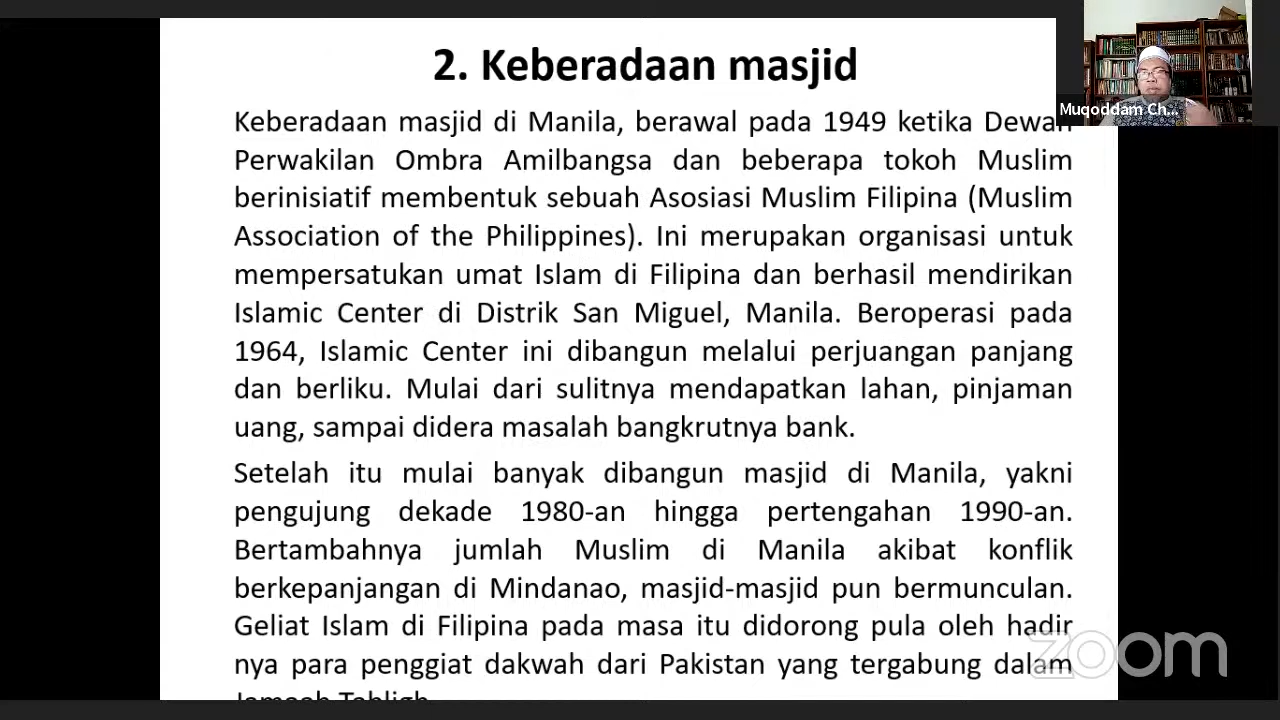 2. Keberadaan masjid
Muqoddam Ch...
Keberadaan masjid di Manila, berawal pada 1949 ketika Dewan
Perwakilan Ombra Amilbangsa dan beberapa tokoh Muslim
berinisiatif membentuk sebuah Asosiasi Muslim Filipina (Muslim
Association of the Philippines). Ini merupakan organisasi untuk
mempersatukan umat Islam di Filipina dan berhasil mendirikan
Islamic Center di Distrik San Miguel, Manila. Beroperasi pada
1964, Islamic Center ini dibangun melalui perjuangan panjang
dan berliku. Mulai dari sulitnya mendapatkan lahan, pinjaman
uang, sampai didera masalah bangkrutnya bank.
Setelah itu mulai banyak dibangun masjid di Manila, yakni
pengujung dekade 1980-an hingga pertengahan 1990-an.
Bertambahnya jumlah Muslim di Manila akibat konflik
berkepanjangan di Mindanao, masjid-masjid pun bermunculan.
Geliat Islam di Filipina pada masa itu didorong pula oleh hadir
nya para penggiat dakwah dari Pakistan yang tergabung dalam
Jamaah Tabligh
zoom